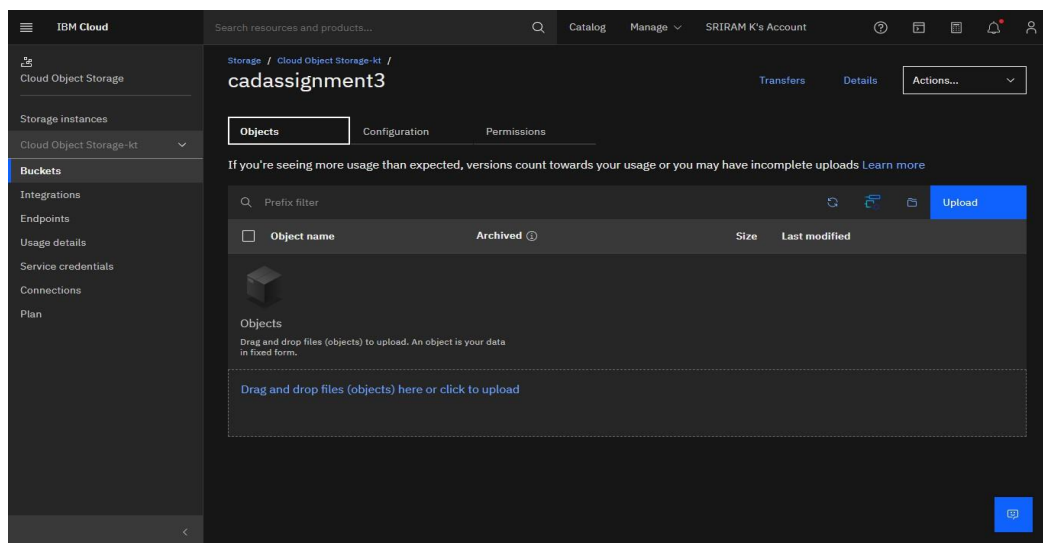 IBM Cloud
Search resources and products...
Catalog
Manage
SRIRAM K's Account
Cloud Object Storage
Storage instances
Cloud Object Storage-kt
Buckets
Integrations
Endpoints
Usage details
Service credentials
Connections
Plan
Storage / Cloud Object Storage-kt /
cadassignment3
Transfers
Details
Actions...
Objects
Configuration
Permissions
If you're seeing more usage than expected, versions count towards your usage or you may have incomplete uploads Learn more
Prefix filter
Upload
Object name
Archived
Size
Last modified
Objects
Drag and drop files (objects) to upload. An object is your data
in fixed form.
Drag and drop files (objects) here or click to upload